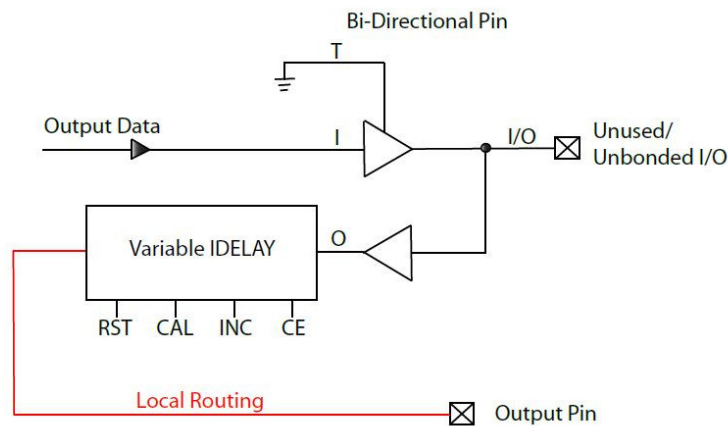 Bi-Directional Pin
T
Output Data
I
I/O
Unused/
Unbonded I/O
Variable IDELAY
O
RST CAL INC CE
Local Routing
Output Pin